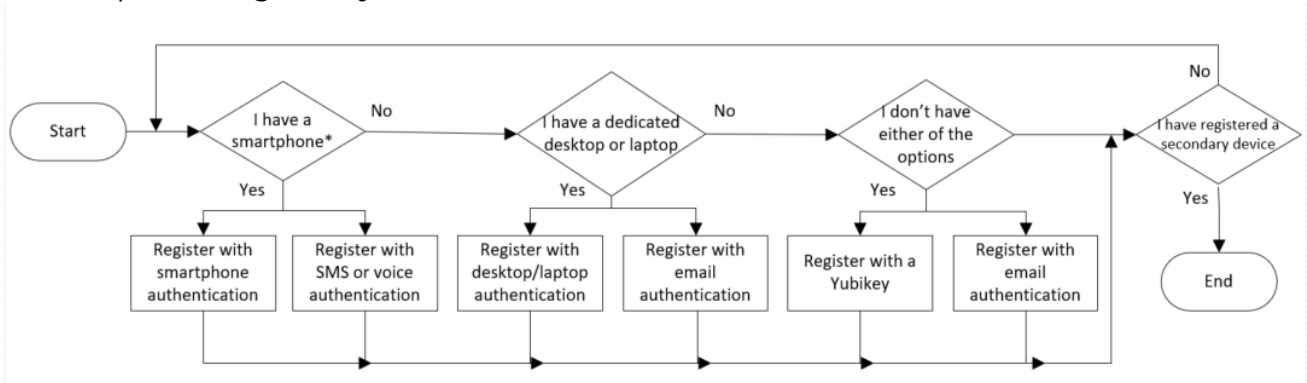 No
Start
I have a
smartphone*
No
I have a dedicated
desktop or laptop
No
I don't have
either of the
options
I have registered a
secondary device
Yes
Yes
Yes
Yes
Register with
smartphone
authentication
Register with
SMS or voice
authentication
Register with
desktop/laptop
authentication
Register with
email
authentication
Register with a
Yubikey
Register with
email
authentication
End